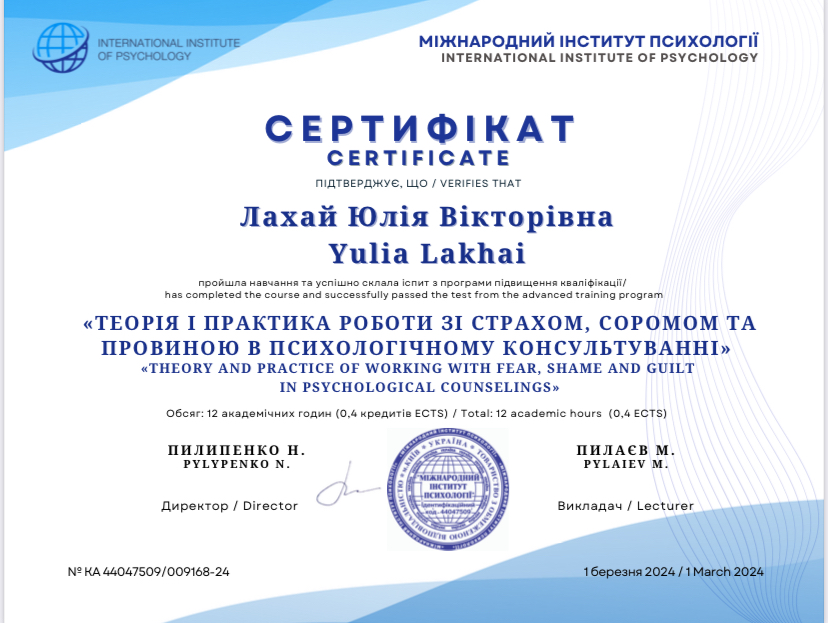 INTERNATIONAL INSTITUTE
OF PSYCHOLOGY
МІЖНАРОДНИЙ ІНСТИТУТ ПСИХОЛОГІЇ
INTERNATIONAL INSTITUTE OF PSYCHOLOGY
СЕРТИФІКАТ
CERTIFICATE
ПІДТВЕРДЖУЄ, ЩО / VERIFIES THAT
Лахай Юлія Вікторівна
Yulia Lakhai
пройшла навчання та успішно склала іспит з програми підвищення кваліфікації/
has completed the course and successfully passed the test from the advanced training program
«ТЕОРІЯ І ПРАКТИКА РОБОТИ ЗІ СТРАХОМ, СОРОМОМ ТА
ПРОВИНОЮ В ПСИХОЛОГІЧНОМУ КОНСУЛЬТУВАННІ»
«THEORY AND PRACTICE OF WORKING WITH FEAR, SHAME AND GUILT
IN PSYCHOLOGICAL COUNSELINGS»
Обсяг: 12 академічних годин (0,4 кредитів ECTS) / Total: 12 academic hours (0,4 ECTS)
ПИЛИПЕНКО Н.
PYLYPENKO N.
Директор / Director
м.КИЇВ * УКРАЇНА * ТОВАРИСТВО З ОБМЕЖЕНОЮ ВІДПОВІДАЛЬНІСТЮ
МІЖНАРОДНИЙ
ІНСТИТУТ
ПСИХОЛОГІЇ
Ідентифікаційний
код 44047509
ПИЛАЄВ М.
PYLAIEV M.
Викладач / Lecturer
№ КА 44047509/009168-24
1 березня 2024 / 1 March 2024